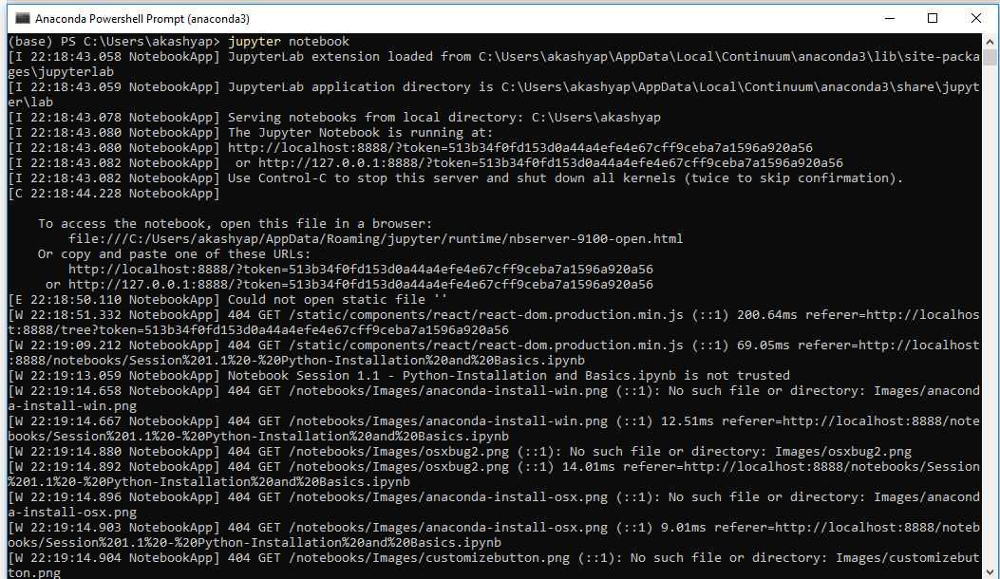 Anaconda Powershell Prompt (anaconda3)
(base) PS C:\Users\akashyap> jupyter notebook
[I 22:18:43.058 NotebookApp] JupyterLab extension loaded from C:\Users\akashyap\AppData\Local\Continuum\anaconda3\lib\site-packa
ges\jupyterlab
[I 22:18:43.059 NotebookApp] JupyterLab application directory is C:\Users\akashyap\AppData\Local\Continuum\anaconda3\share\jupyt
er\lab
[I 22:18:43.078 NotebookApp] Serving notebooks from local directory: C:\Users\akashyap
[I 22:18:43.080 NotebookApp] The Jupyter Notebook is running at:
[I 22:18:43.080 NotebookApp] http://localhost:8888/?token=513b34f0fd153d0a44a4efe4e67cff9ceba7a1596a920a56
[I 22:18:43.082 NotebookApp]  or http://127.0.0.1:8888/?token=513b34f0fd153d0a44a4efe4e67cff9ceba7a1596a920a56
[I 22:18:43.082 NotebookApp] Use Control-C to stop this server and shut down all kernels (twice to skip confirmation).
[C 22:18:44.228 NotebookApp]
To access the notebook, open this file in a browser:
file:///C:/Users/akashyap/AppData/Roaming/jupyter/runtime/nbserver-9100-open.html
Or copy and paste one of these URLs:
http://localhost:8888/?token=513b34f0fd153d0a44a4efe4e67cff9ceba7a1596a920a56
or http://127.0.0.1:8888/?token=513b34f0fd153d0a44a4efe4e67cff9ceba7a1596a920a56
[E 22:18:50.110 NotebookApp] Could not open static file ''
[W 22:18:51.332 NotebookApp] 404 GET /static/components/react/react-dom.production.min.js (::1) 200.64ms referer=http://localhos
t:8888/tree?token=513b34f0fd153d0a44a4efe4e67cff9ceba7a1596a920a56
[W 22:19:09.212 NotebookApp] 404 GET /static/components/react/react-dom.production.min.js (::1) 69.05ms referer=http://localhost
:8888/notebooks/Session%201.1%20-%20Python-Installation%20and%20Basics.ipynb
[W 22:19:13.059 NotebookApp] Notebook Session 1.1 - Python-Installation and Basics.ipynb is not trusted
[W 22:19:14.658 NotebookApp] 404 GET /notebooks/Images/anaconda-install-win.png (::1): No such file or directory: Images/anacond
a-install-win.png
[W 22:19:14.667 NotebookApp] 404 GET /notebooks/Images/anaconda-install-win.png (::1) 12.51ms referer=http://localhost:8888/note
books/Session%201.1%20-%20Python-Installation%20and%20Basics.ipynb
[W 22:19:14.880 NotebookApp] 404 GET /notebooks/Images/osxbug2.png (::1): No such file or directory: Images/osxbug2.png
[W 22:19:14.892 NotebookApp] 404 GET /notebooks/Images/osxbug2.png (::1) 14.01ms referer=http://localhost:8888/notebooks/Session
%201.1%20-%20Python-Installation%20and%20Basics.ipynb
[W 22:19:14.896 NotebookApp] 404 GET /notebooks/Images/anaconda-install-osx.png (::1): No such file or directory: Images/anacond
a-install-osx.png
[W 22:19:14.903 NotebookApp] 404 GET /notebooks/Images/anaconda-install-osx.png (::1) 9.01ms referer=http://localhost:8888/noteb
ooks/Session%201.1%20-%20Python-Installation%20and%20Basics.ipynb
[W 22:19:14.904 NotebookApp] 404 GET /notebooks/Images/customizebutton.png (::1): No such file or directory: Images/customizebut
ton.png